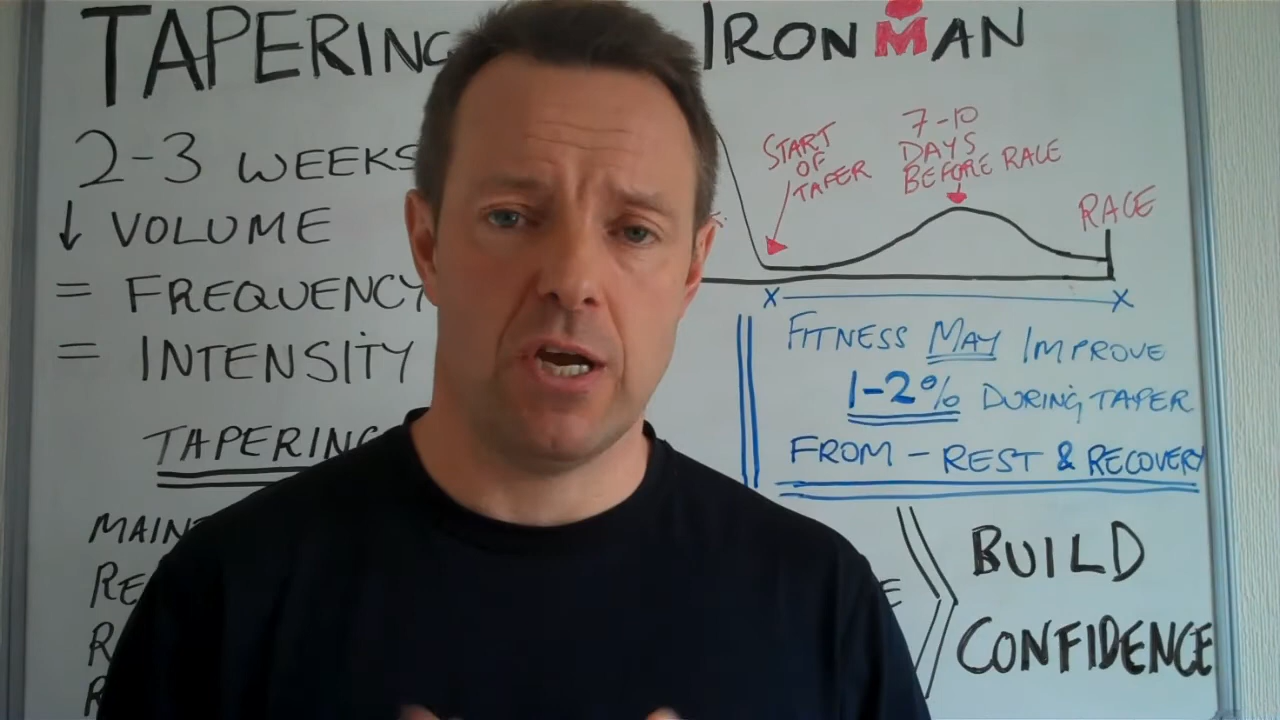 TAPERING IRONMAN
2-3 WEEKS
↓ VOLUME
= FREQUENCY
= INTENSITY
TAPERING
START
OF
TAPER
7-10
DAYS
BEFORE RACE
RACE
X X
FITNESS MAY IMPROVE
1-2% DURING TAPER
FROM - REST & RECOVERY
BUILD
CONFIDENCE